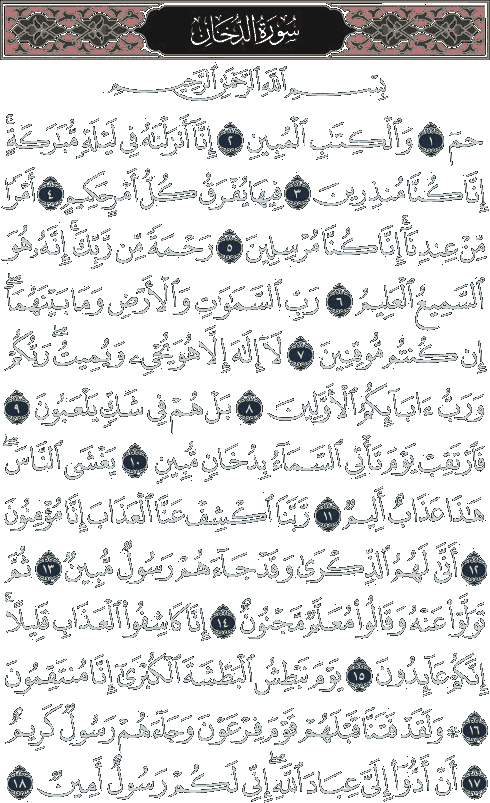 سُورَةُ الدُّخَانِ
بِسْمِ اللَّهِ الرَّحْمَٰنِ الرَّحِيمِ
حمٓ ۝١ وَٱلْكِتَٰبِ ٱلْمُبِينِ ۝٢ إِنَّآ أَنزَلْنَٰهُ فِى لَيْلَةٍ مُّبَٰرَكَةٍ ۚ
إِنَّا كُنَّا مُنذِرِينَ ۝٣ فِيهَا يُفْرَقُ كُلُّ أَمْرٍ حَكِيمٍ ۝٤ أَمْرًا
مِّنْ عِندِنَآ ۚ إِنَّا كُنَّا مُرْسِلِينَ ۝٥ رَحْمَةً مِّن رَّبِّكَ ۚ إِنَّهُۥ هُوَ
ٱلسَّمِيعُ ٱلْعَلِيمُ ۝٦ رَبِّ ٱلسَّمَٰوَٰتِ وَٱلْأَرْضِ وَمَا بَيْنَهُمَآ ۖ
إِن كُنتُم مُّوقِنِينَ ۝٧ لَآ إِلَٰهَ إِلَّا هُوَ يُحْىِۦ وَيُمِيتُ ۖ رَبُّكُمْ
وَرَبُّ ءَابَآئِكُمُ ٱلْأَوَّلِينَ ۝٨ بَلْ هُمْ فِى شَكٍّ يَلْعَبُونَ ۝٩
فَٱرْتَقِبْ يَوْمَ تَأْتِى ٱلسَّمَآءُ بِدُخَانٍ مُّبِينٍ ۝١٠ يَغْشَى ٱلنَّاسَ ۖ
هَٰذَا عَذَابٌ أَلِيمٌ ۝١١ رَّبَّنَا ٱكْشِفْ عَنَّا ٱلْعَذَابَ إِنَّا مُؤْمِنُونَ
۝١٢ أَنَّىٰ لَهُمُ ٱلذِّكْرَىٰ وَقَدْ جَآءَهُمْ رَسُولٌ مُّبِينٌ ۝١٣ ثُمَّ
تَوَلَّوْا۟ عَنْهُ وَقَالُوا۟ مُعَلَّمٌ مَّجْنُونٌ ۝١٤ إِنَّا كَاشِفُوا۟ ٱلْعَذَابِ قَلِيلًا ۚ
إِنَّكُمْ عَآئِدُونَ ۝١٥ يَوْمَ نَبْطِشُ ٱلْبَطْشَةَ ٱلْكُبْرَىٰٓ إِنَّا مُنتَقِمُونَ
۝١٦ ۞ وَلَقَدْ فَتَنَّا قَبْلَهُمْ قَوْمَ فِرْعَوْنَ وَجَآءَهُمْ رَسُولٌ كَرِيمٌ
۝١٧ أَنْ أَدُّوٓا۟ إِلَىَّ عِبَادَ ٱللَّهِ ۖ إِنِّى لَكُمْ رَسُولٌ أَمِينٌ ۝١٨